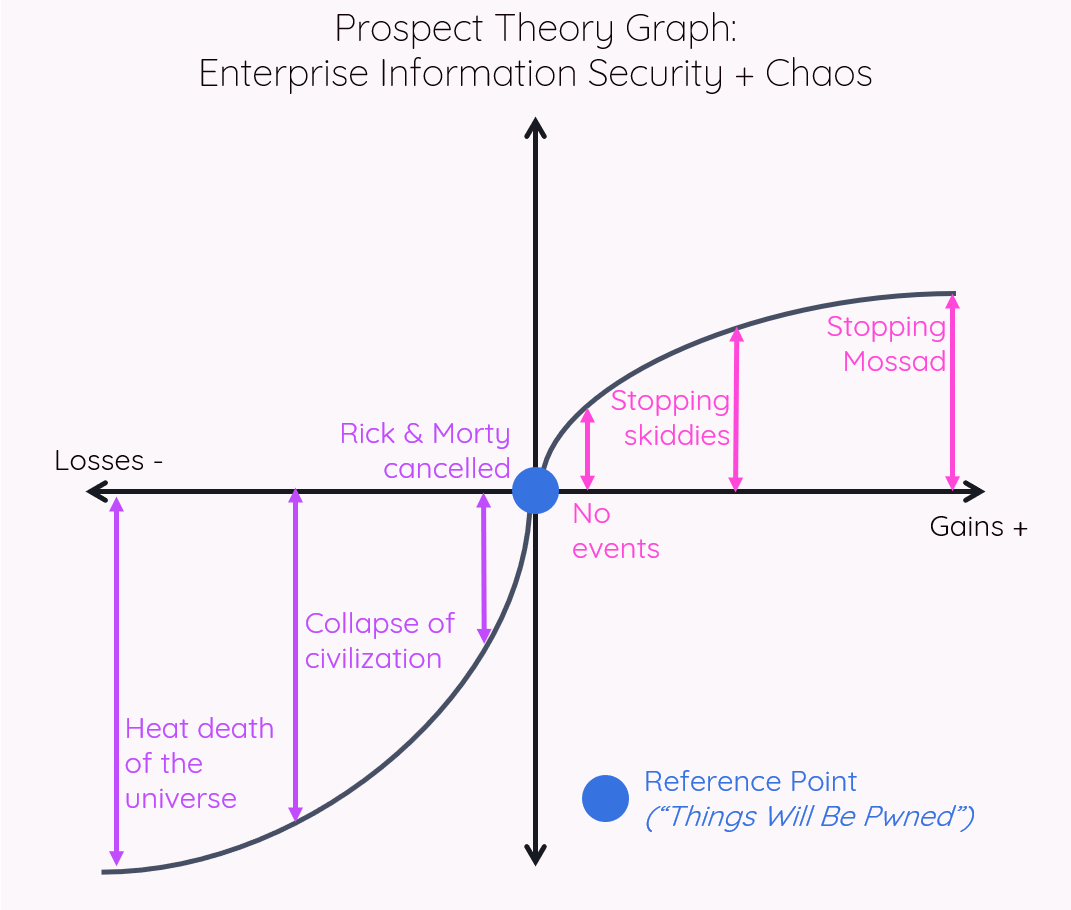 Prospect Theory Graph:
Enterprise Information Security + Chaos
Stopping
Mossad
Stopping
skiddies
Rick & Morty
cancelled
Losses -
No
events
Gains +
Collapse of
civilization
Heat death
of the
universe
Reference Point
(“Things Will Be Pwned”)